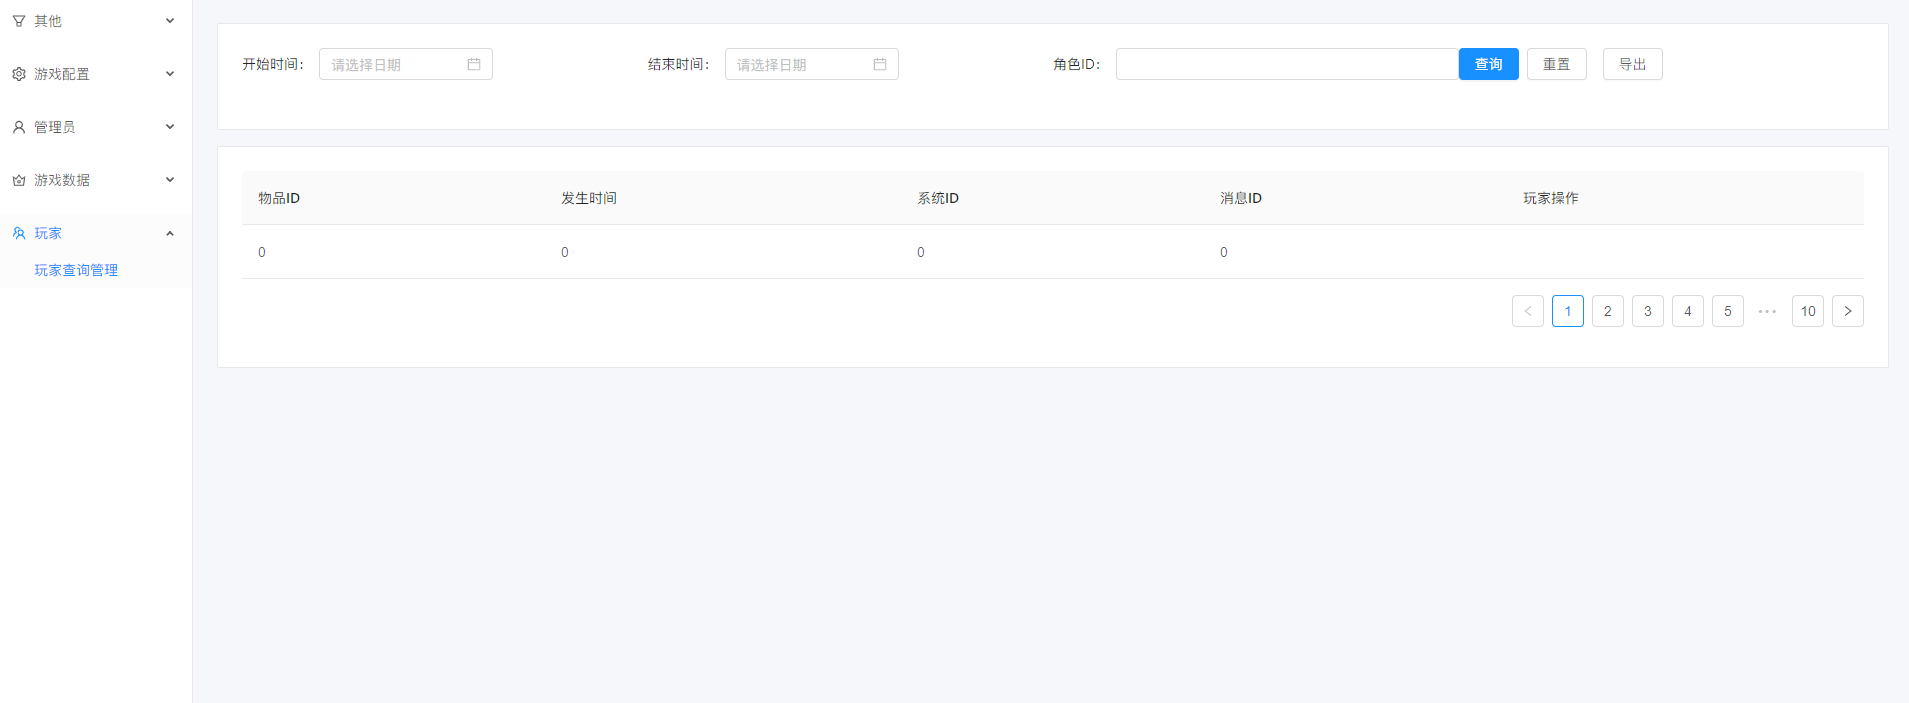 其他
游戏配置
管理员
游戏数据
玩家
玩家查询管理
开始时间： 请选择日期 结束时间： 请选择日期 角色ID： 查询 重置 导出
物品ID 发生时间 系统ID 消息ID 玩家操作
0 0 0 0
1 2 3 4 5 ••• 10